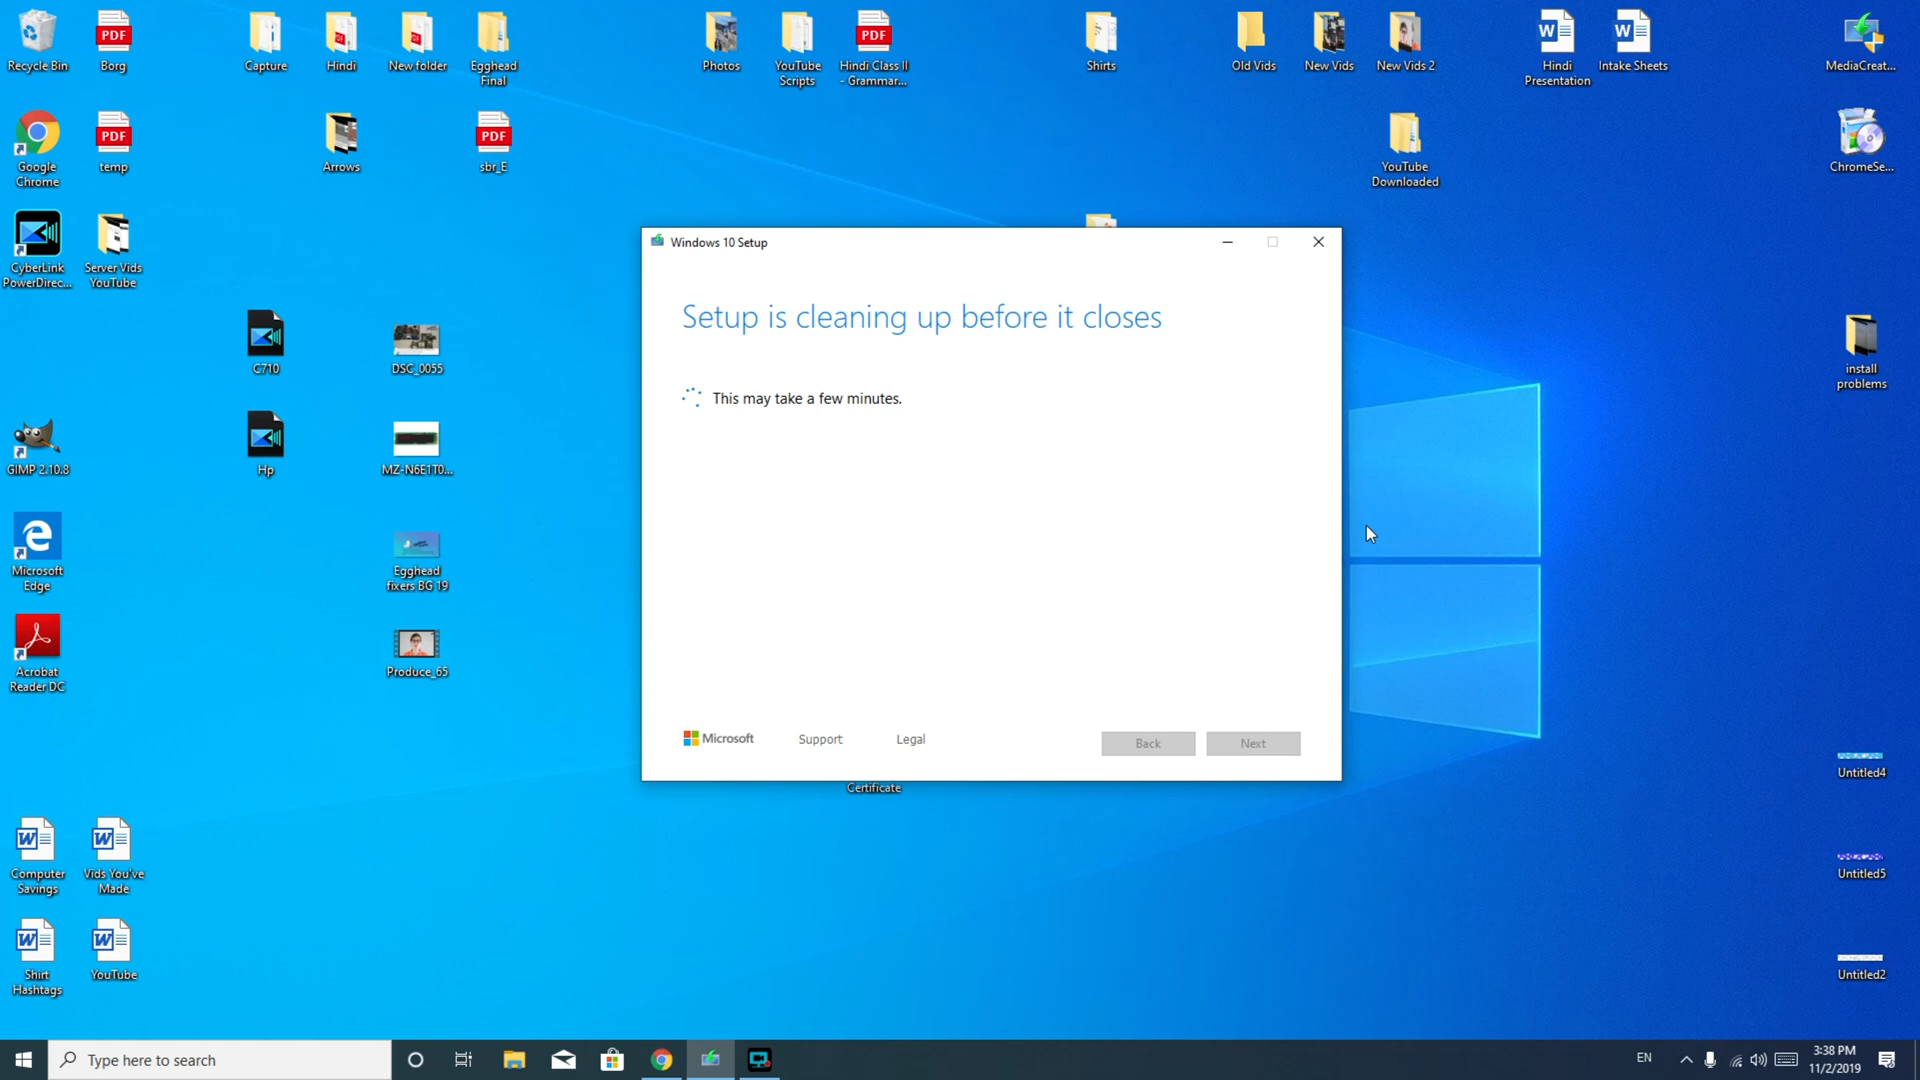 Recycle Bin
Borg
Capture
Hindi
New folder
Egghead
Final
Photos
YouTube
Scripts
Hindi Class II
- Grammar...
Shirts
Old Vids
New Vids
New Vids 2
Hindi
Presentation
Intake Sheets
MediaCreat...
Google
Chrome
temp
Arrows
sbr_E
YouTube
Downloaded
ChromeSe...
CyberLink
PowerDirec...
Server Vids
YouTube
Windows 10 Setup
Setup is cleaning up before it closes
This may take a few minutes.
Microsoft
Support
Legal
Back
Next
C710
DSC_0055
install
problems
GIMP 2.10.8
Hp
MZ-N6E1T0...
Microsoft
Edge
Egghead
fixers BG 19
Acrobat
Reader DC
Produce_65
Certificate
Untitled4
Computer
Savings
Vids You've
Made
Untitled5
Shirt
Hashtags
YouTube
Untitled2
Type here to search
EN
3:38 PM
11/2/2019
PDF
PDF
PDF
PDF